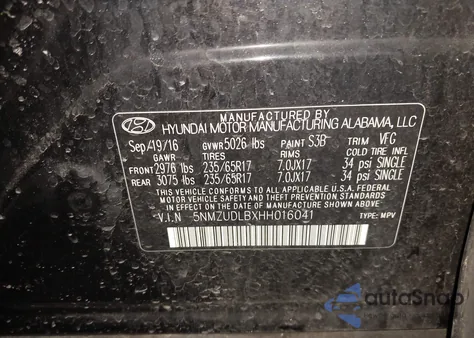 MANUFACTURED BY
HYUNDAI MOTOR MANUFACTURING ALABAMA, LLC
Sep/19/16 GVWR 5026 lbs PAINT S3B TRIM VFG
GAWR TIRES RIMS COLD TIRE INFL
FRONT 2976 lbs 235/65R17 7.0JX17 34 psi SINGLE
REAR 3075 lbs 235/65R17 7.0JX17 34 psi SINGLE
THIS VEHICLE CONFORMS TO ALL APPLICABLE U.S.A. FEDERAL
MOTOR VEHICLE SAFETY AND THEFT PREVENTION STANDARDS
IN EFFECT ON THE DATE OF MANUFACTURE SHOWN ABOVE.
V.I.N 5NMZUDLBXHH016041 TYPE: MPV
autoSnap